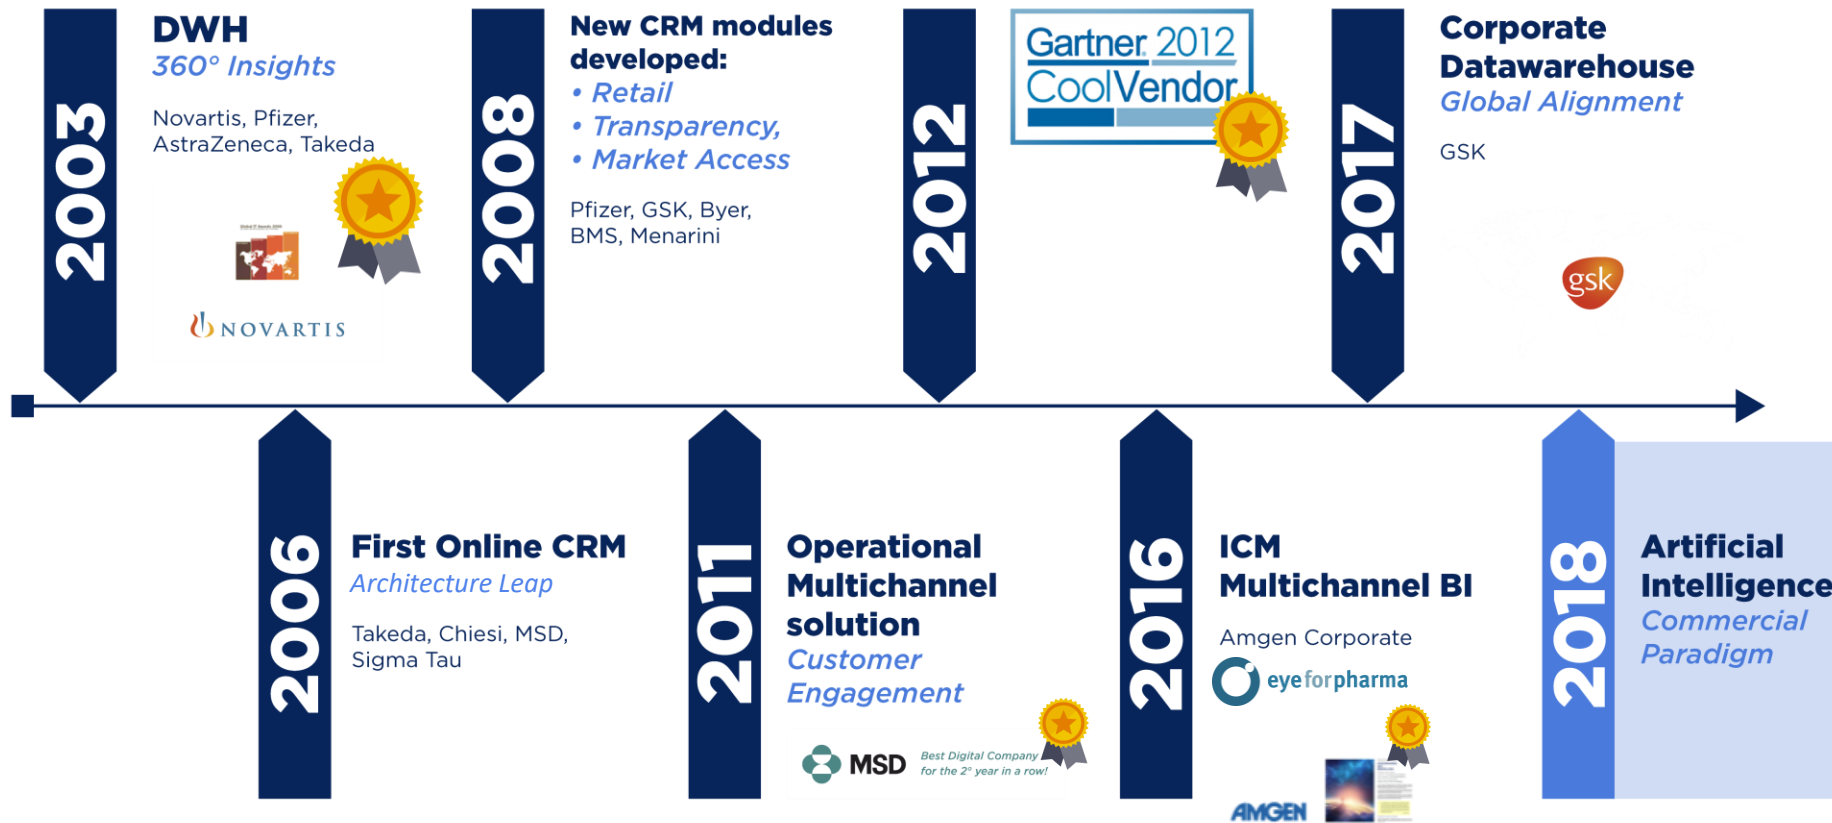 2003
DWH
360° Insights
Novartis, Pfizer,
AstraZeneca, Takeda
NOVARTIS
2008
New CRM modules
developed:
• Retail
• Transparency,
• Market Access
Pfizer, GSK, Byer,
BMS, Menarini
2012
Gartner 2012
CoolVendor
2017
Corporate
Datawarehouse
Global Alignment
GSK
gsk
2006
First Online CRM
Architecture Leap
Takeda, Chiesi, MSD,
Sigma Tau
2011
Operational
Multichannel
solution
Customer
Engagement
MSD
Best Digital Company
for the 2° year in a row!
2016
ICM
Multichannel BI
Amgen Corporate
eyeforpharma
AMGEN
2018
Artificial
Intelligence
Commercial
Paradigm